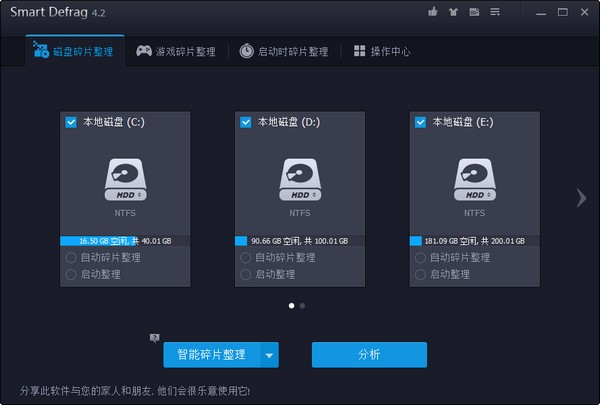 Smart Defrag 4.2
磁盘碎片整理 游戏碎片整理 启动时碎片整理 操作中心
本地磁盘 (C:) 本地磁盘 (D:) 本地磁盘 (E:)
HDD HDD HDD
NTFS NTFS NTFS
16.50 GB 空闲, 共 40.01 GB 90.66 GB 空闲, 共 100.01 GB 181.09 GB 空闲, 共 200.01 GB
自动碎片整理 自动碎片整理 自动碎片整理
启动整理 启动整理 启动整理
?
智能碎片整理 分析
分享此软件与您的家人和朋友, 他们会很乐意使用它!